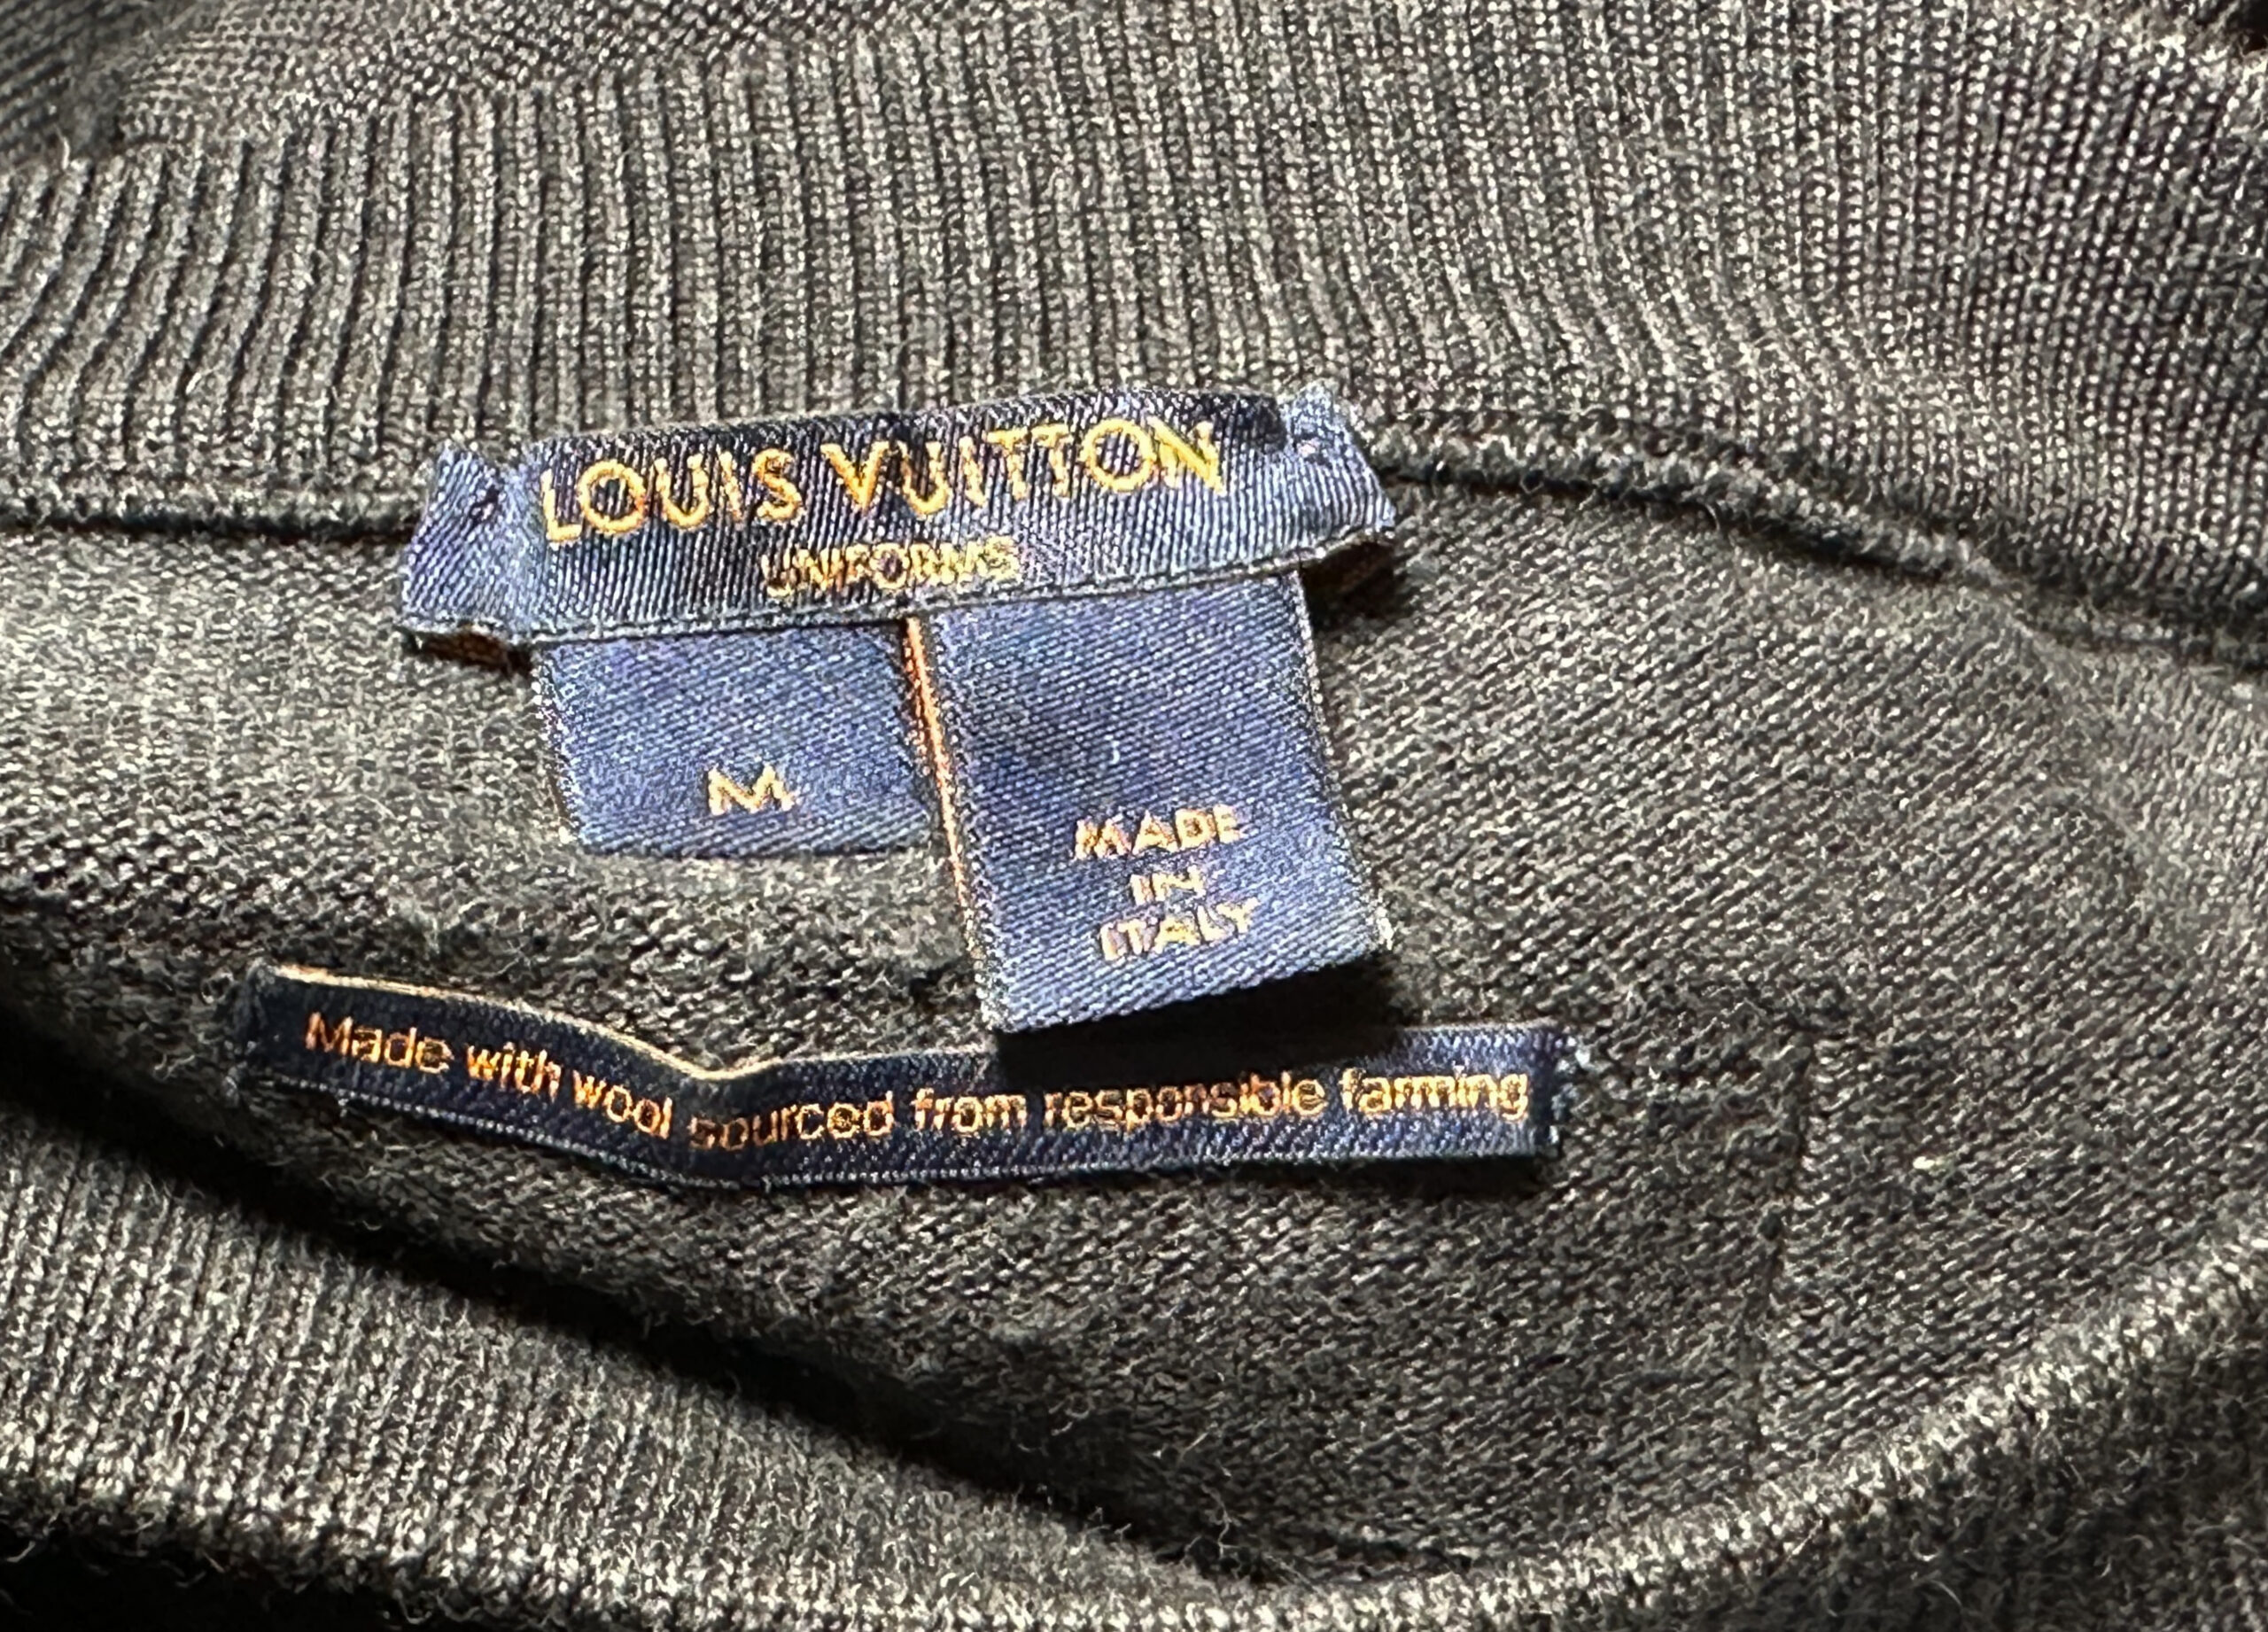 LOUIS VUITTON
UNIFORMS
M
MADE
IN
ITALY
Made with wool sourced from responsible farming